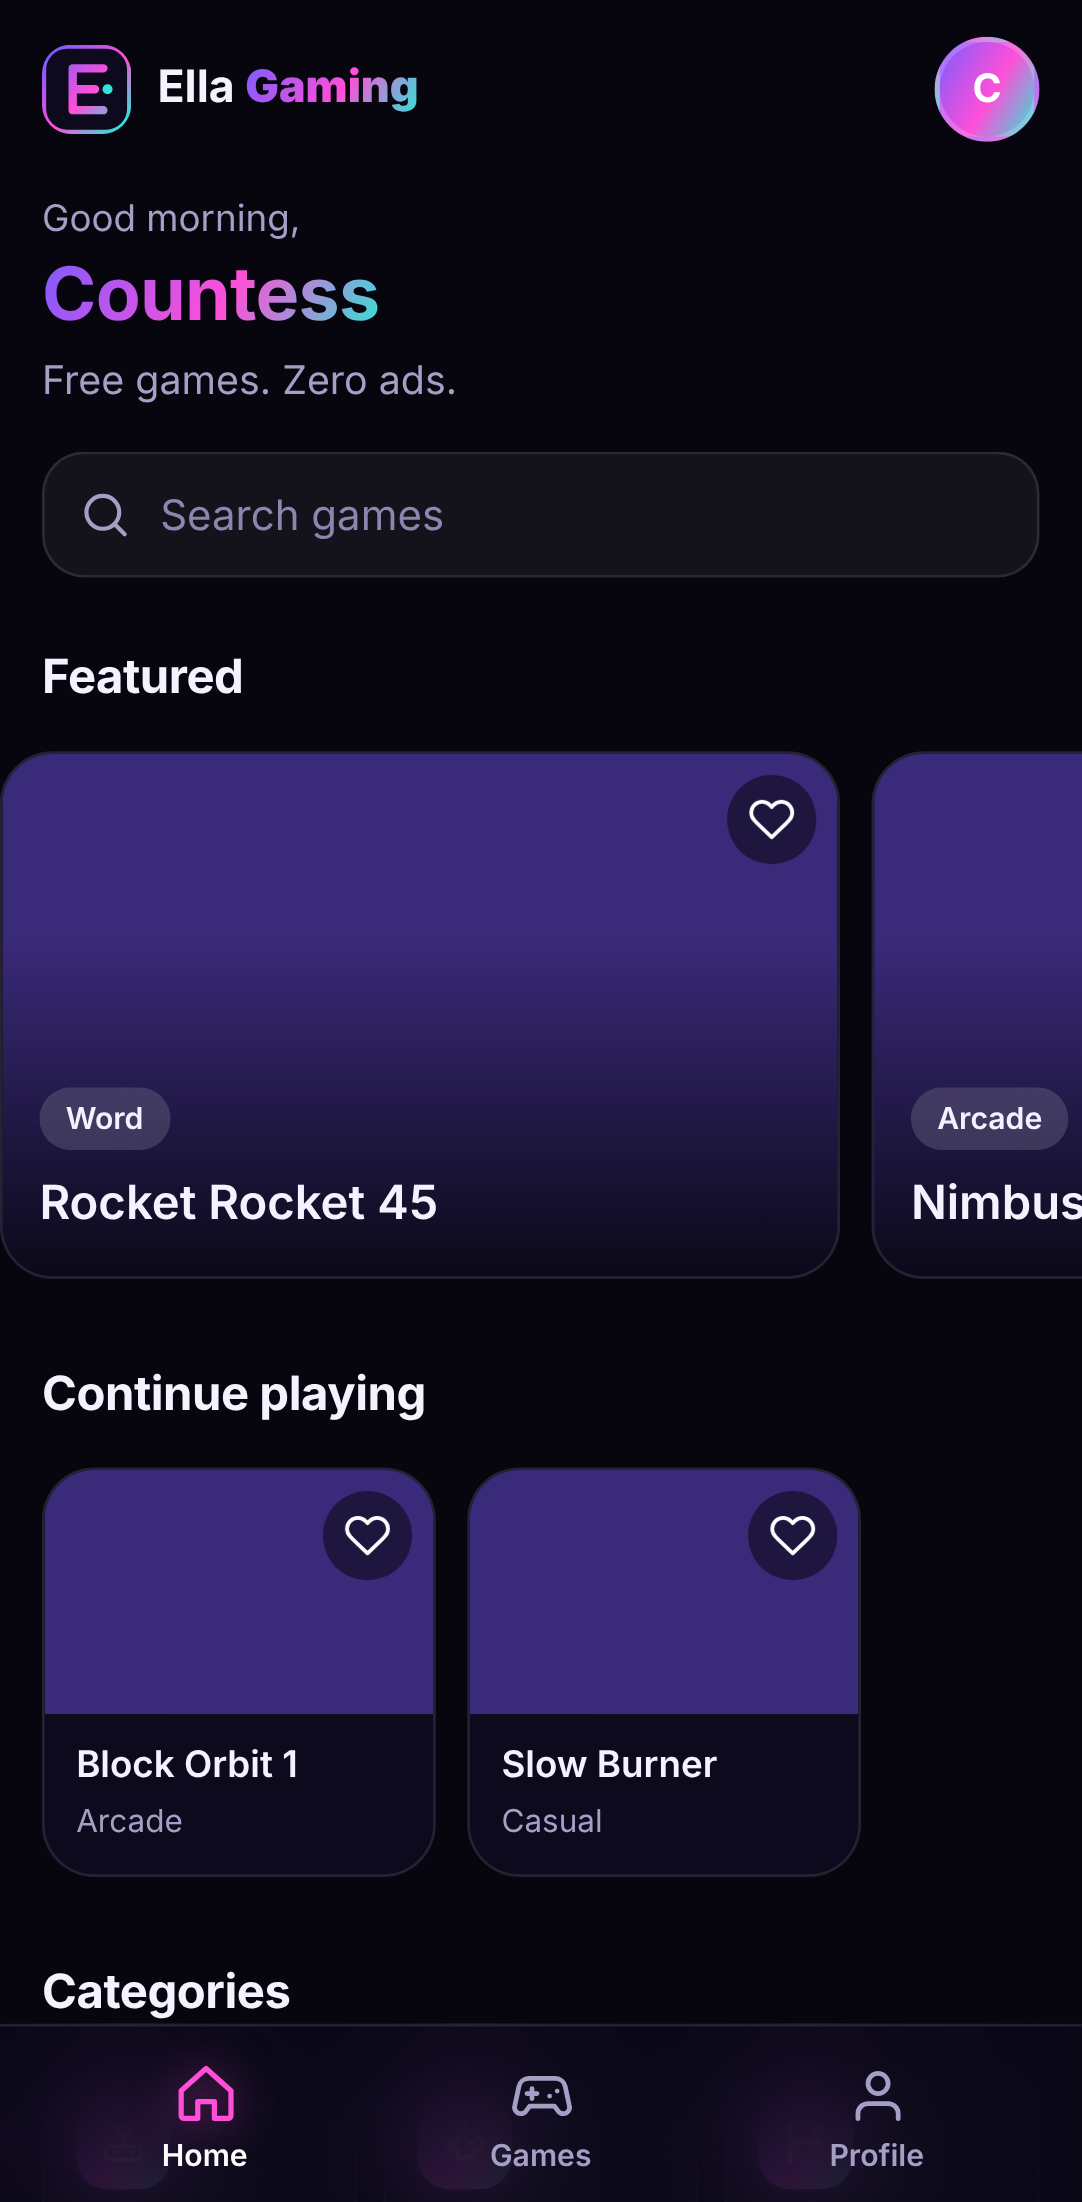 E
Ella Gaming
C
Good morning,
Countess
Free games. Zero ads.
Search games
Featured
Word
Rocket Rocket 45
Arcade
Nimbus
Continue playing
Block Orbit 1
Arcade
Slow Burner
Casual
Categories
Home
Games
Profile